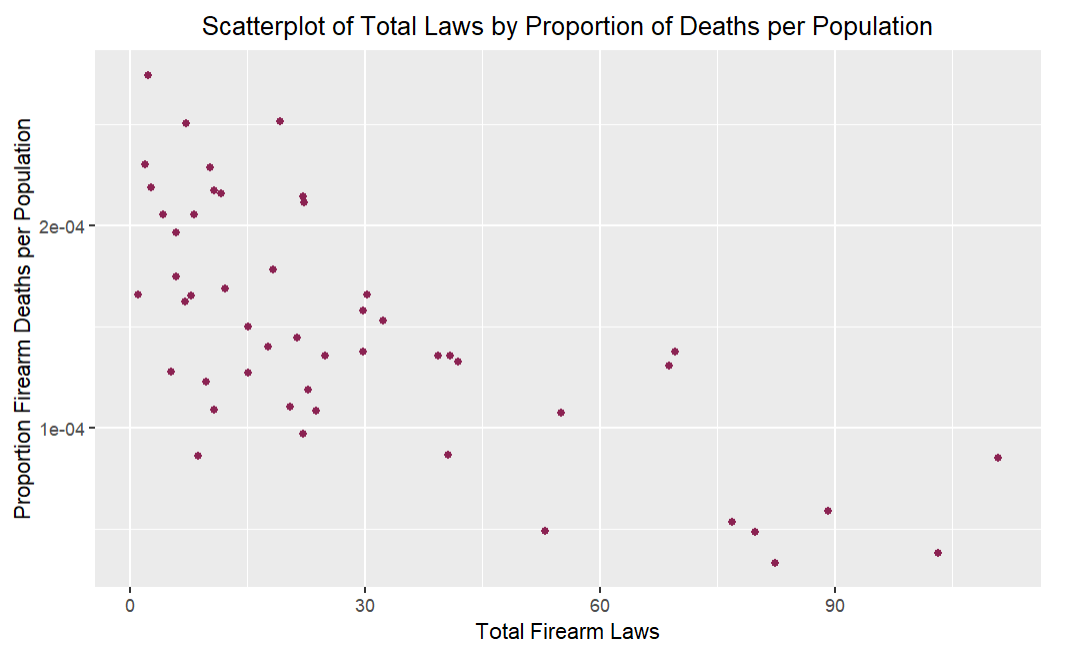 Scatterplot of Total Laws by Proportion of Deaths per Population
Proportion Firearm Deaths per Population
2e-04
1e-04
0 30 60 90
Total Firearm Laws